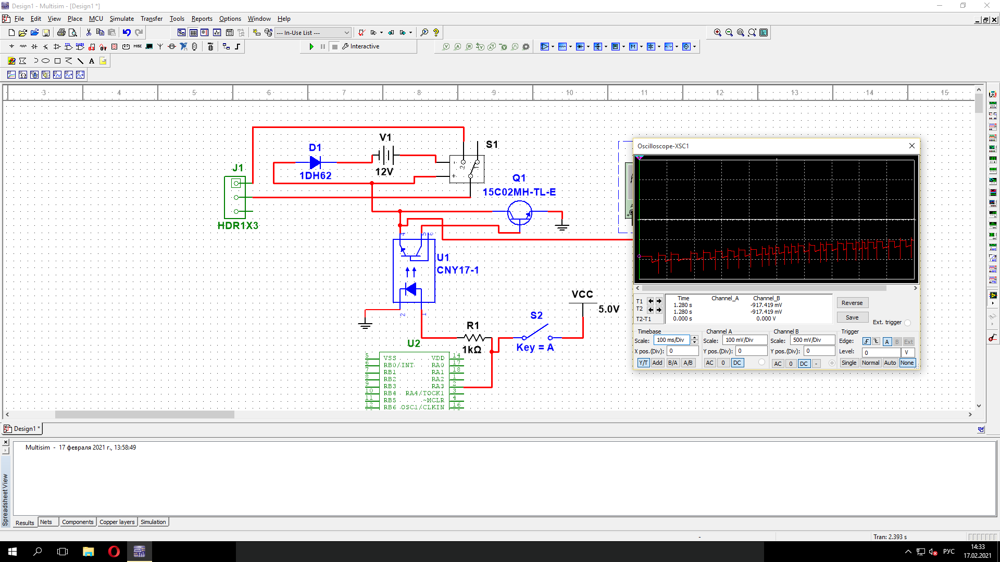 Design1 - Multisim - [Design1 *]
File Edit View Place MCU Simulate Transfer Tools Reports Options Window Help
--- In-Use List ---
MISC
Interactive
A
3 4 5 6 7 8 9 10 11 12 13 14 15
V1
12V
D1
1DH62
S1
2
1
-
+
J1
HDR1X3
Q1
15C02MH-TL-E
4 5 6
U1
CNY17-1
2 1
VCC
5.0V
S2
Key = A
R1
1kΩ
U2
5 VSS VDD 14
6 RB0/INT RA0 17
7 RB1 RA1 18
8 RB2 RA2 1
9 RB3 RA3 2
10 RB4 RA4/TOCK1 3
11 RB5 ~MCLR 4
12 RB6 OSC1/CLKIN 16
Oscilloscope-XSC1
Time Channel_A Channel_B
T1 1.280 s -917.419 mV
T2 1.280 s -917.419 mV
T2-T1 0.000 s 0.000 V
Reverse
Save
Ext. trigger
Timebase Channel A Channel B Trigger
Scale: 100 ms/Div Scale: 100 mV/Div Scale: 500 mV/Div Edge: A B Ext
X pos.(Div): 0 Y pos.(Div): 0 Y pos.(Div): 0 Level: 0 V
Y/T Add B/A A/B AC 0 DC AC 0 DC - Single Normal Auto None
Design1 *
Multisim - 17 февраля 2021 г., 13:58:49
Spreadsheet View
Results Nets Components Copper layers Simulation
- Tran: 2.393 s
РУС
14:33
17.02.2021